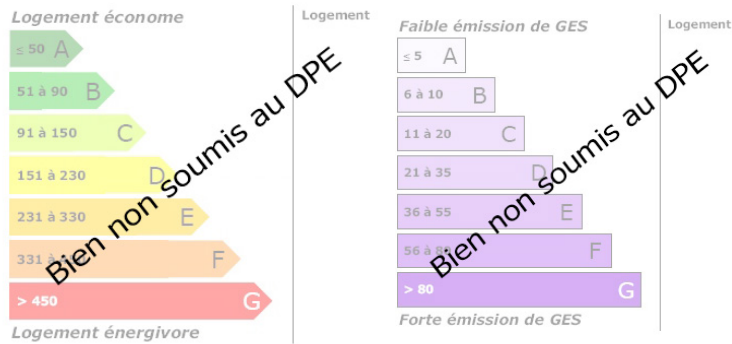 Logement économe
Logement
≤ 50 A
51 à 90 B
91 à 150 C
151 à 230 D
231 à 330 E
331 F
> 450 G
Logement énergivore
Bien non soumis au DPE
Faible émission de GES
Logement
≤ 5 A
6 à 10 B
11 à 20 C
21 à 35 D
36 à 55 E
56 à 80 F
> 80 G
Forte émission de GES
Bien non soumis au DPE